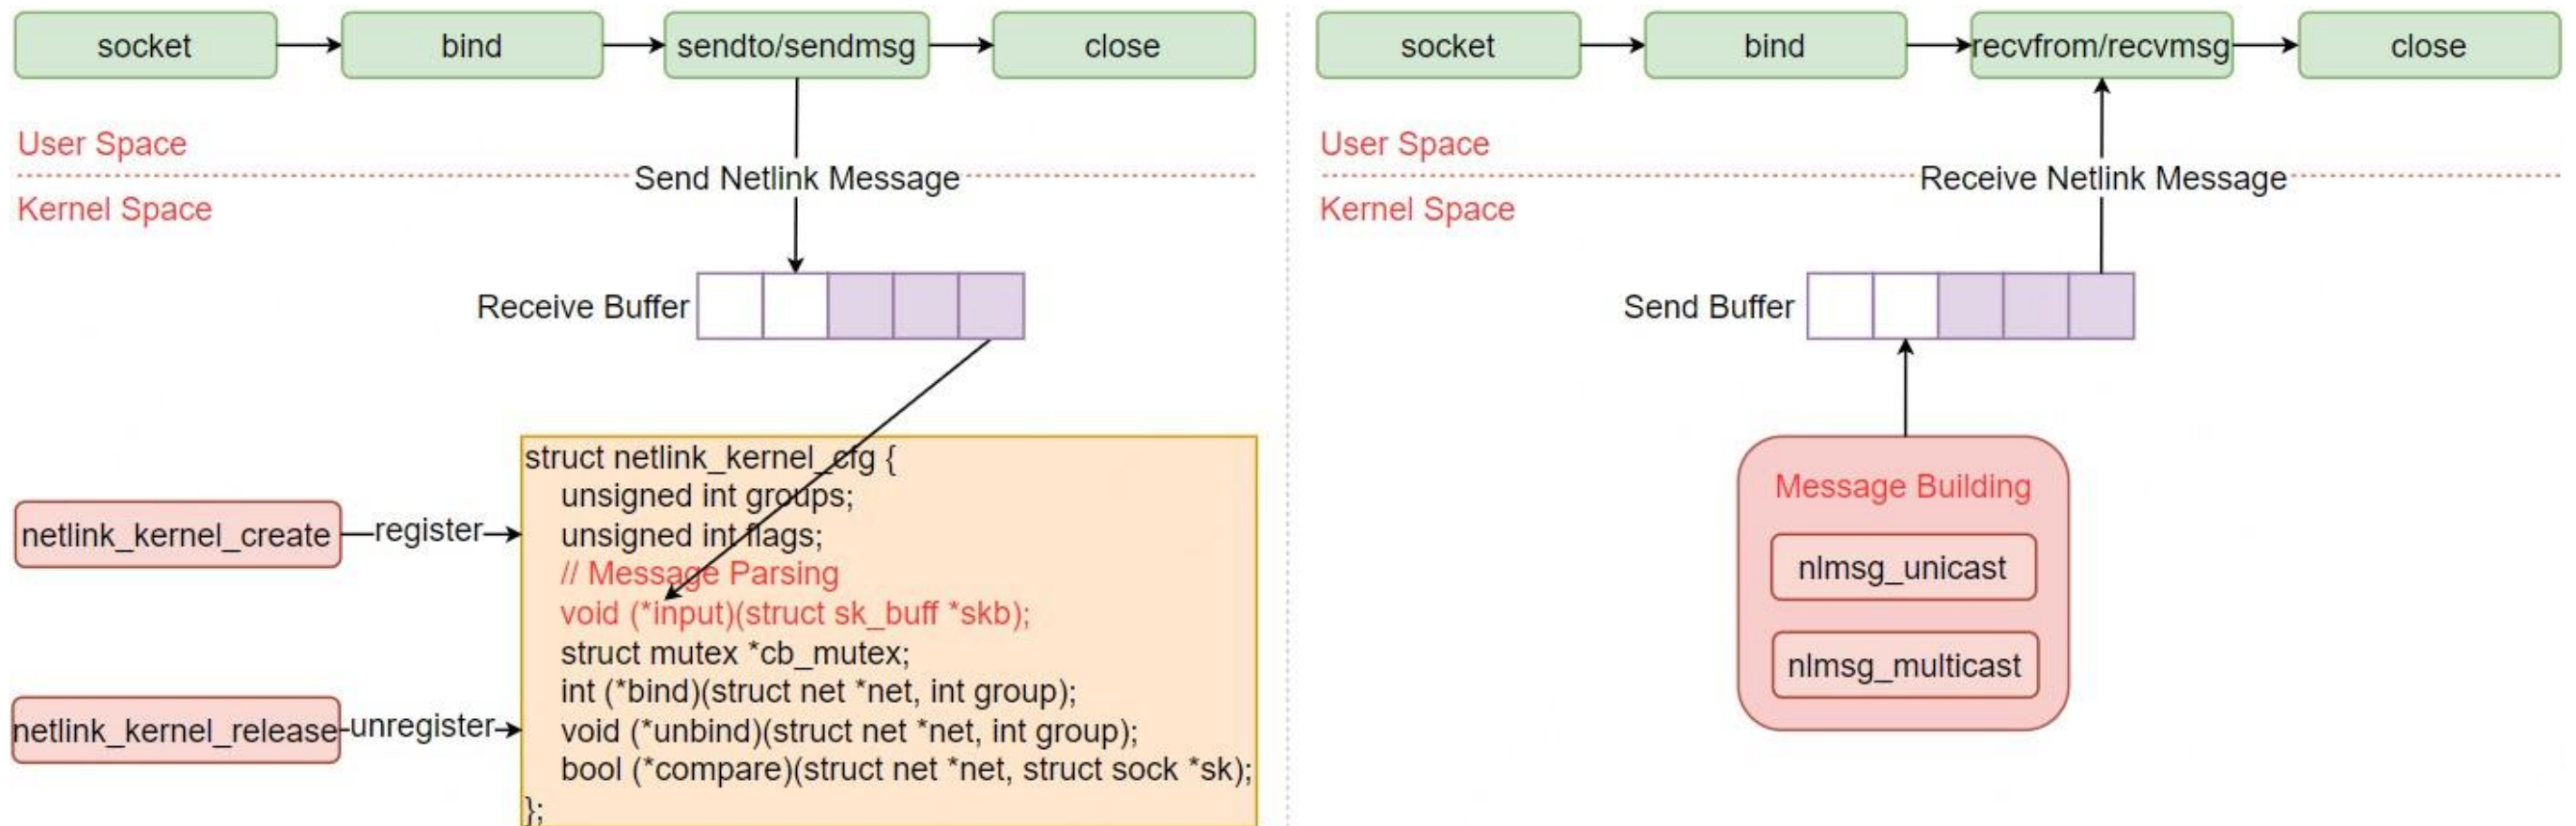 socket
bind
sendto/sendmsg
close
User Space
Send Netlink Message
Kernel Space
Receive Buffer
netlink_kernel_create
register
netlink_kernel_release
unregister
struct netlink_kernel_cfg {
unsigned int groups;
unsigned int flags;
// Message Parsing
void (*input)(struct sk_buff *skb);
struct mutex *cb_mutex;
int (*bind)(struct net *net, int group);
void (*unbind)(struct net *net, int group);
bool (*compare)(struct net *net, struct sock *sk);
};
socket
bind
recvfrom/recvmsg
close
User Space
Receive Netlink Message
Kernel Space
Send Buffer
Message Building
nlmsg_unicast
nlmsg_multicast